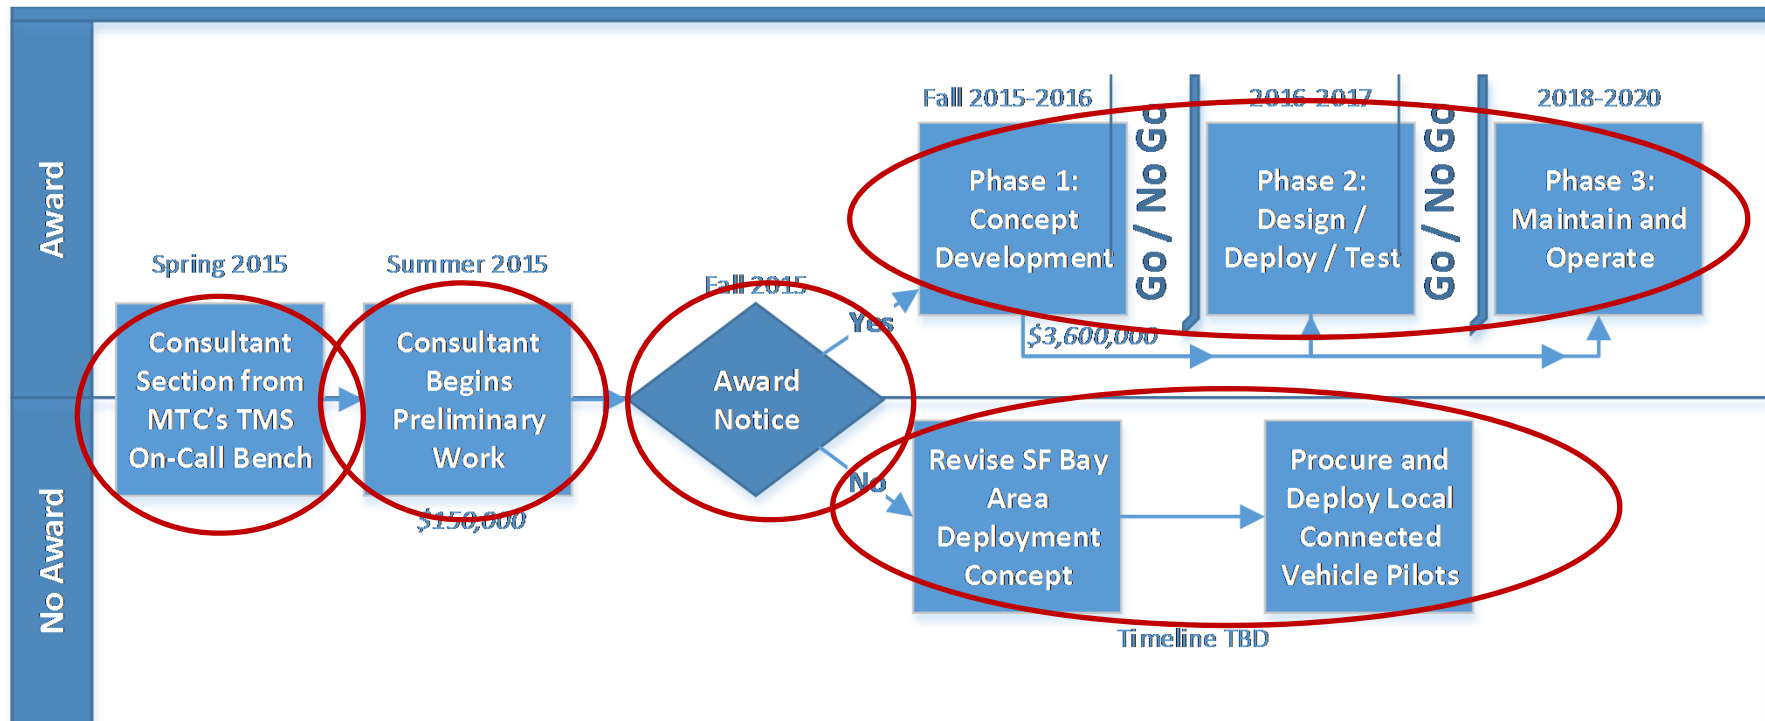 Award
No Award
Spring 2015
Consultant
Section from
MTC's TMS
On-Call Bench
Summer 2015
Consultant
Begins
Preliminary
Work
$150,000
Fall 2015
Award
Notice
Yes
No
Fall 2015-2016
Phase 1:
Concept
Development
$3,600,000
Go / No Go
2016-2017
Phase 2:
Design /
Deploy / Test
Go / No Go
2018-2020
Phase 3:
Maintain and
Operate
Revise SF Bay
Area
Deployment
Concept
Procure and
Deploy Local
Connected
Vehicle Pilots
Timeline TBD